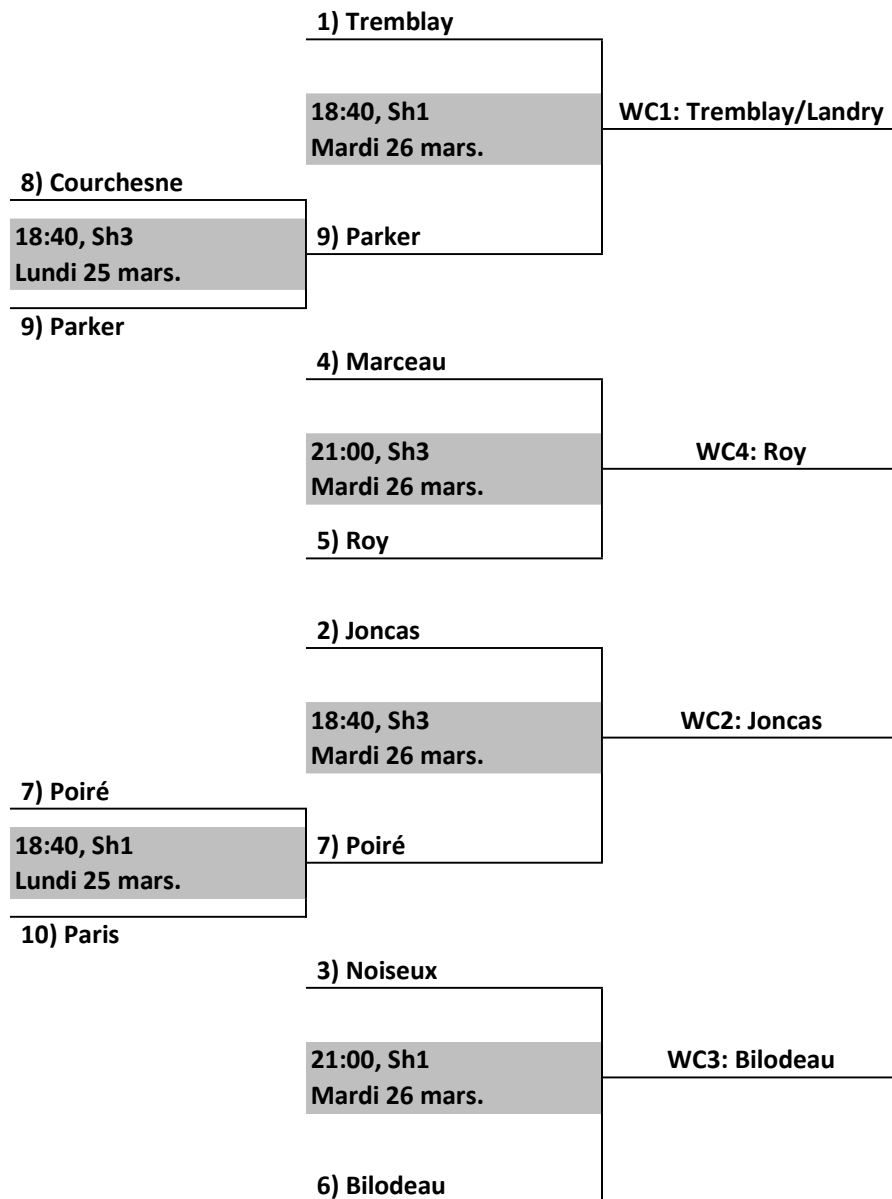 1) Tremblay
18:40, Sh1
Mardi 26 mars.
WC1: Tremblay/Landry
8) Courchesne
18:40, Sh3
Lundi 25 mars.
9) Parker
9) Parker
4) Marceau
21:00, Sh3
Mardi 26 mars.
WC4: Roy
5) Roy
2) Joncas
18:40, Sh3
Mardi 26 mars.
WC2: Joncas
7) Poiré
18:40, Sh1
Lundi 25 mars.
7) Poiré
10) Paris
3) Noiseux
21:00, Sh1
Mardi 26 mars.
WC3: Bilodeau
6) Bilodeau